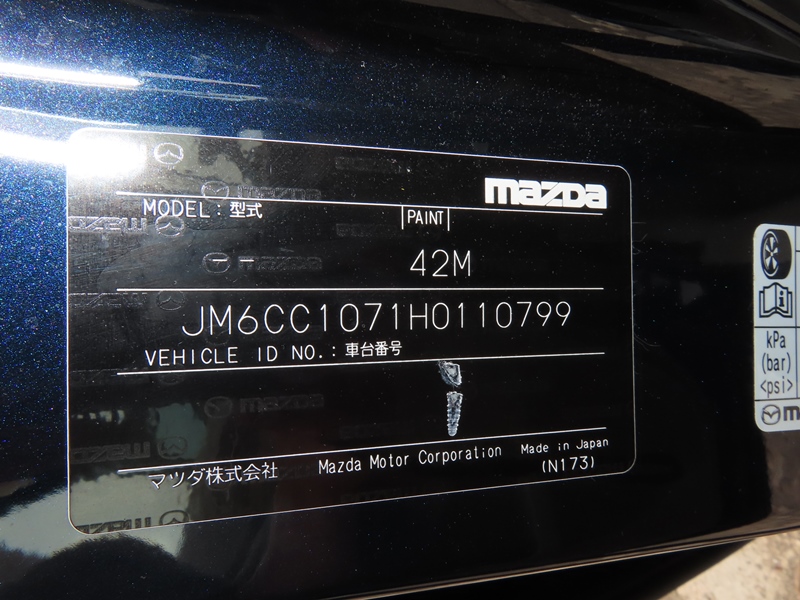 mazda
MODEL : 型式
PAINT
42M
JM6CC1071H0110799
VEHICLE ID NO. : 車台番号
マツダ株式会社 Mazda Motor Corporation Made in Japan
(N173)
kPa
(bar)
<psi>